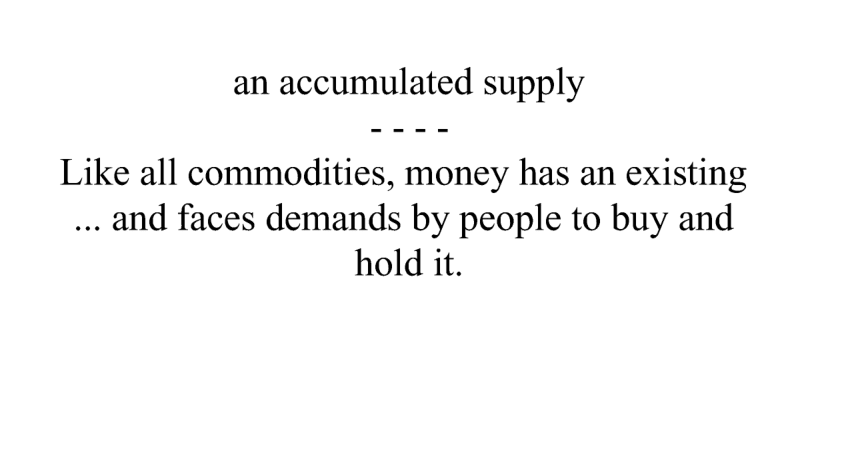 an accumulated supply
- - - -
Like all commodities, money has an existing
... and faces demands by people to buy and
hold it.